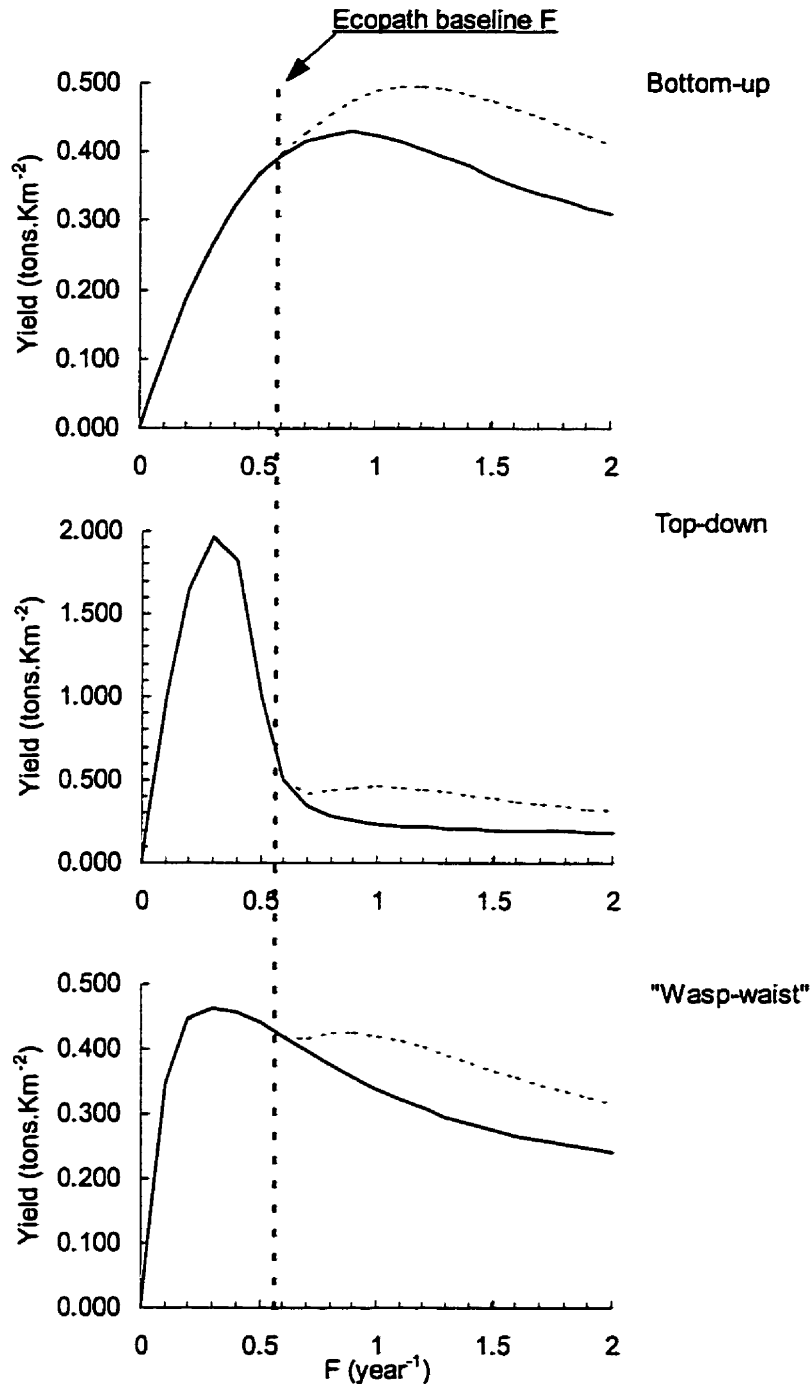 Ecopath baseline F
Bottom-up
Yield (tons.Km-2)
0.500
0.400
0.300
0.200
0.100
0.000
0 0.5 1 1.5 2
Top-down
Yield (tons.Km-2)
2.000
1.500
1.000
0.500
0.000
0 0.5 1 1.5 2
"Wasp-waist"
Yield (tons.Km-2)
0.500
0.400
0.300
0.200
0.100
0.000
0 0.5 1 1.5 2
F (year-1)